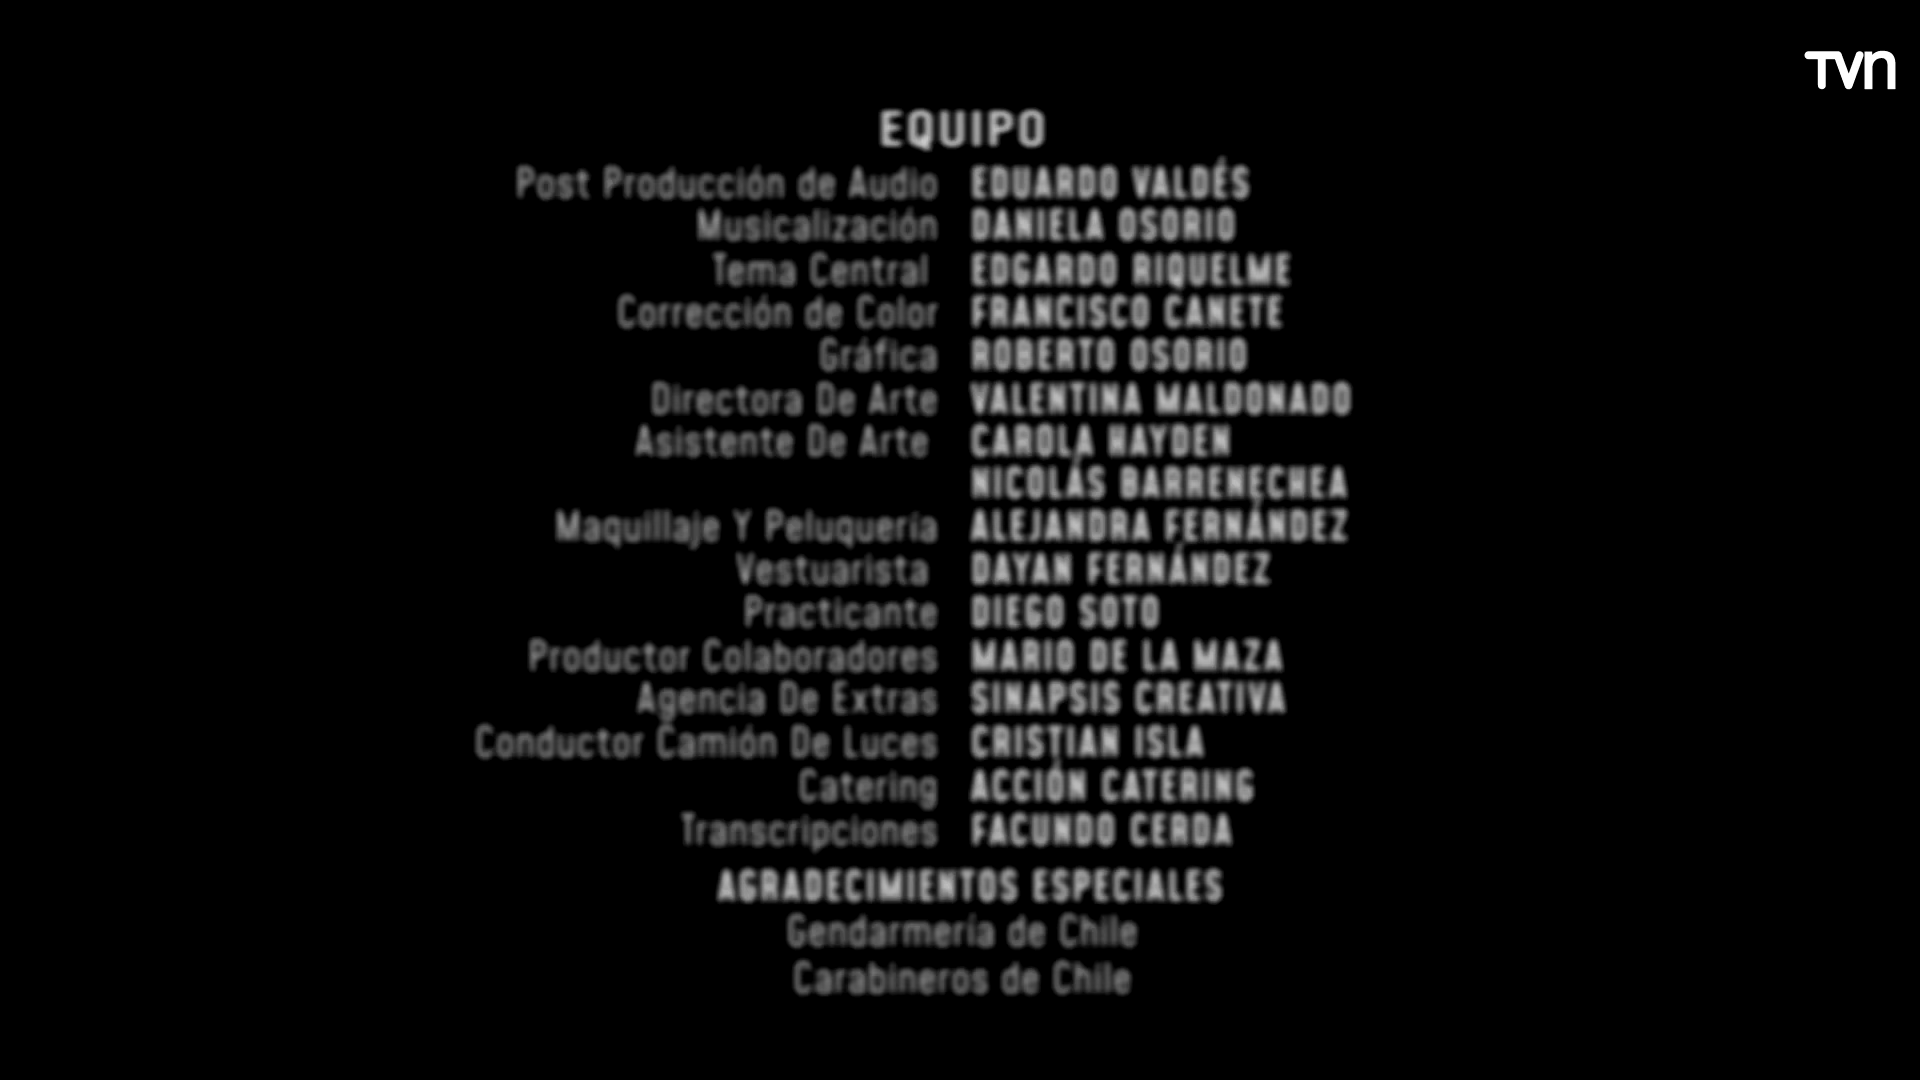 TVN
EQUIPO
Post Producción de Audio EDUARDO VALDÉS
Musicalización DANIELA OSORIO
Tema Central EDGARDO RIQUELME
Corrección de Color FRANCISCO CANETE
Gráfica ROBERTO OSORIO
Directora De Arte VALENTINA MALDONADO
Asistente De Arte CAROLA HAYDEN
NICOLÁS BARRENECHEA
Maquillaje Y Peluquería ALEJANDRA FERNÁNDEZ
Vestuarista DAYAN FERNÁNDEZ
Practicante DIEGO SOTO
Productor Colaboradores MARIO DE LA MAZA
Agencia De Extras SINAPSIS CREATIVA
Conductor Camión De Luces CRISTIAN ISLA
Catering ACCIÓN CATERING
Transcripciones FACUNDO CERDA
AGRADECIMIENTOS ESPECIALES
Gendarmería de Chile
Carabineros de Chile